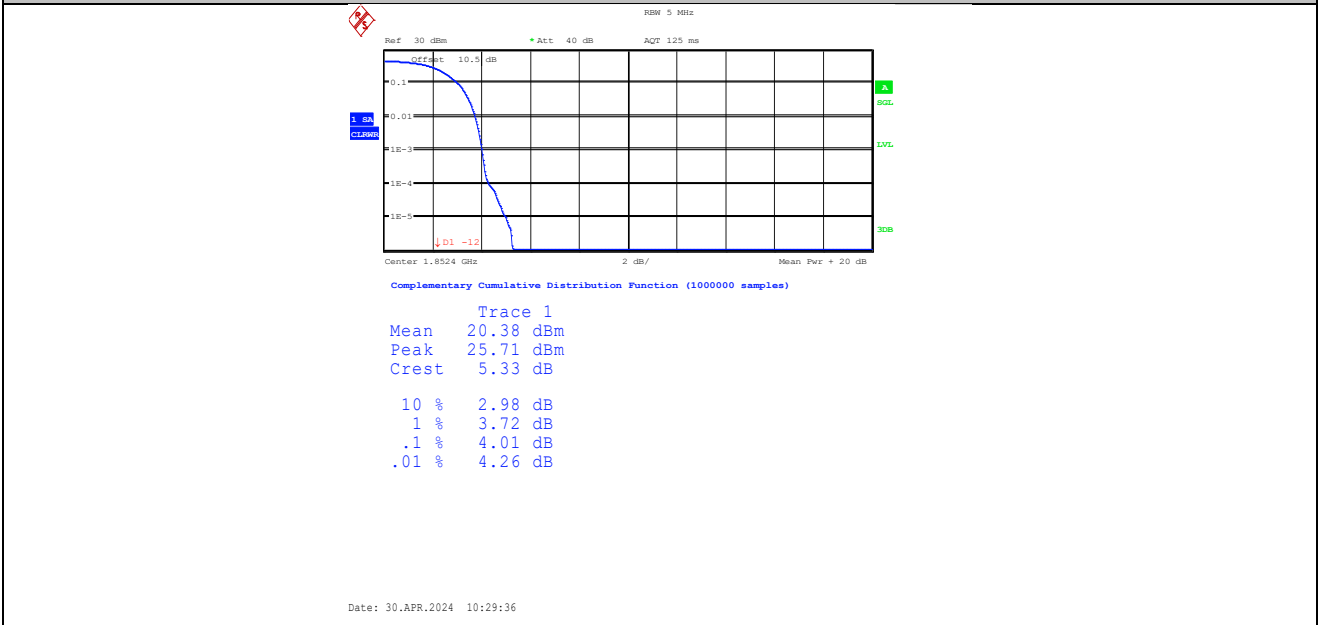 RBW 5 MHz
Ref 30 dBm * Att 40 dB AQT 125 ms
Offset 10.5 dB
0.1
A
SGL
0.01
1 SA
CLRWR
1E-3
LVL
1E-4
1E-5
3DB
↓D1 -12
Center 1.8524 GHz 2 dB/ Mean Pwr + 20 dB
Complementary Cumulative Distribution Function (1000000 samples)
Trace 1
Mean 20.38 dBm
Peak 25.71 dBm
Crest 5.33 dB
10 % 2.98 dB
1 % 3.72 dB
.1 % 4.01 dB
.01 % 4.26 dB
Date: 30.APR.2024 10:29:36